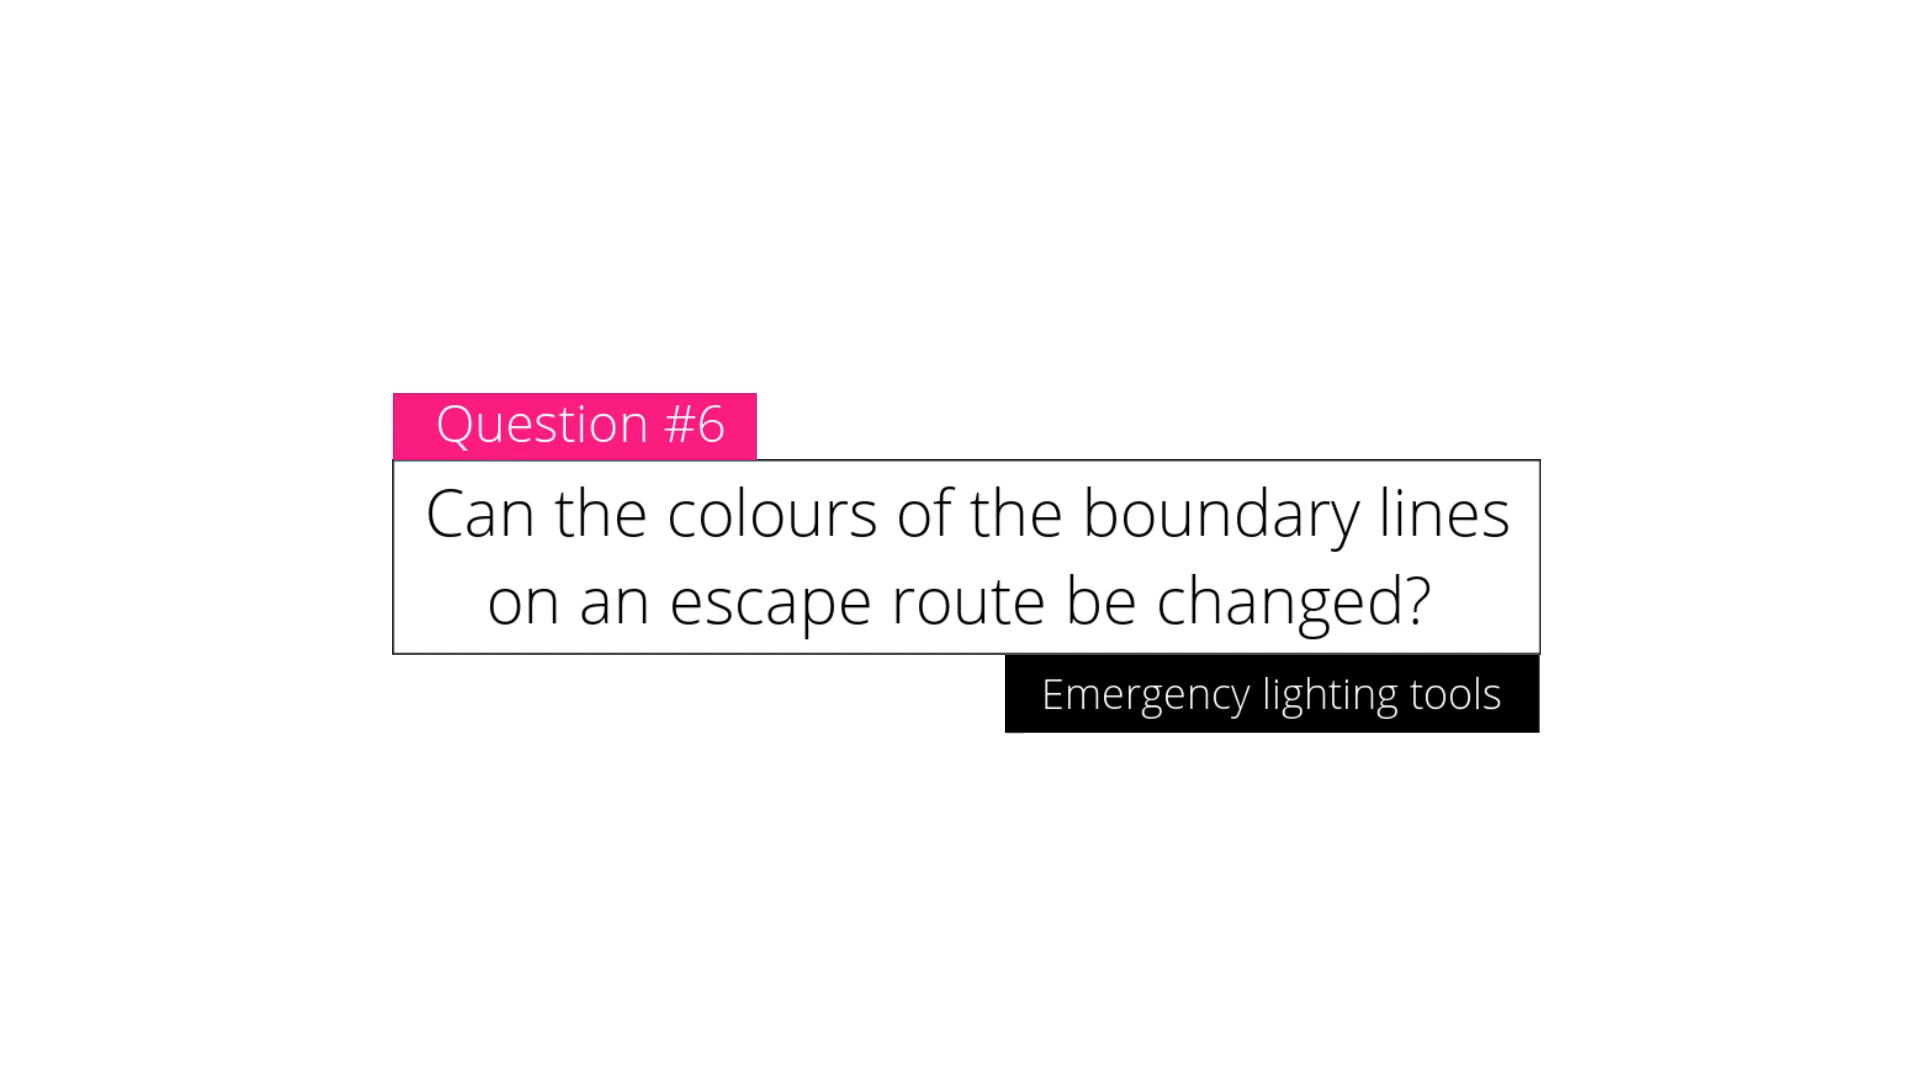 Question #6
Can the colours of the boundary lines
on an escape route be changed?
Emergency lighting tools